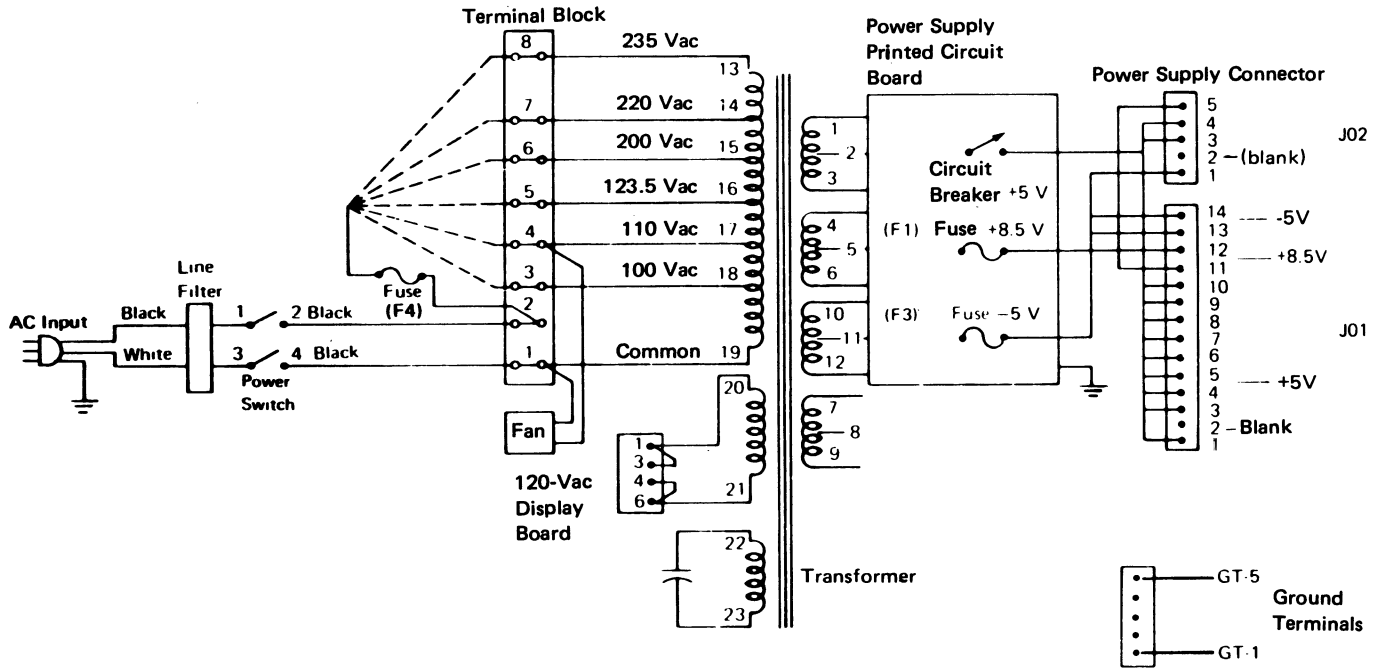 Terminal Block
8
235 Vac
13
7
220 Vac
14
6
200 Vac
15
5
123.5 Vac
16
4
110 Vac
17
3
100 Vac
18
2
1
Common
19
Fuse
(F4)
Line
Filter
AC Input
Black
White
1
2 Black
3
4 Black
Power
Switch
Fan
120-Vac
Display
Board
1
3
4
6
20
21
22
23
Transformer
Power Supply
Printed Circuit
Board
1
2
3
4
5
6
10
11
12
7
8
9
Circuit
Breaker +5 V
(F1) Fuse +8.5 V
(F3) Fuse –5 V
Power Supply Connector
5
4
3
2 – (blank)
1
J02
14 -5V
13
12 +8.5V
11
10
9
8
7
6
5 +5V
4
3
2 – Blank
1
J01
GT-5
Ground
Terminals
GT-1